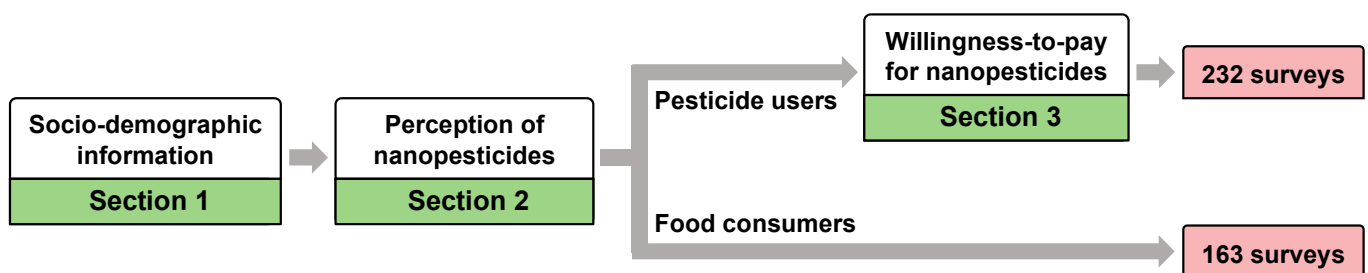 Socio-demographic
information
Section 1
Perception of
nanopesticides
Section 2
Pesticide users
Willingness-to-pay
for nanopesticides
Section 3
232 surveys
Food consumers
163 surveys